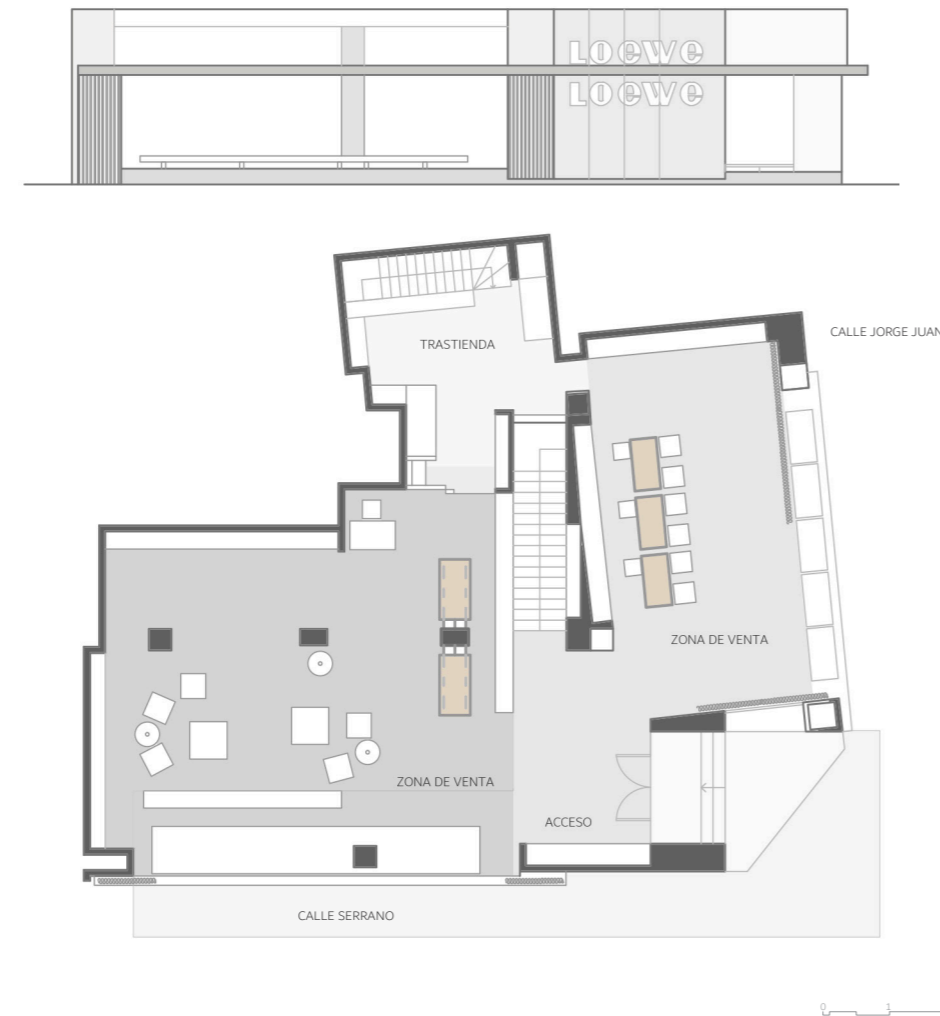 LOEWE
LOEWE
CALLE JORGE JUAN
TRASTIENDA
ZONA DE VENTA
ZONA DE VENTA
ACCESO
CALLE SERRANO
0 1